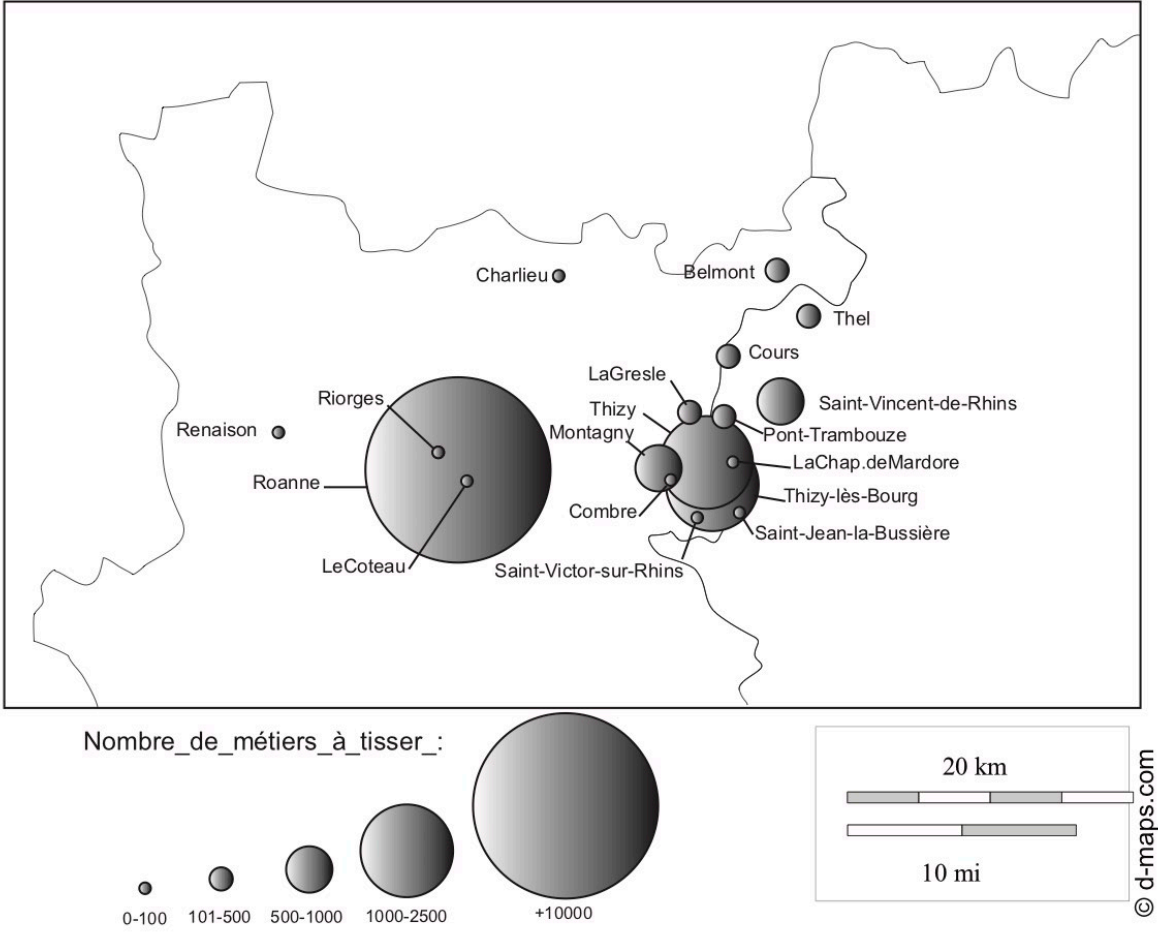 Charlieu
Belmont
Thel
Cours
LaGresle
Riorges
Thizy
Saint-Vincent-de-Rhins
Renaison
Montagny
Pont-Trambouze
LaChap.deMardore
Roanne
Thizy-lès-Bourg
Combre
Saint-Jean-la-Bussière
LeCoteau
Saint-Victor-sur-Rhins
Nombre_de_métiers_à_tisser_:
0-100
101-500
500-1000
1000-2500
+10000
20 km
10 mi
© d-maps.com